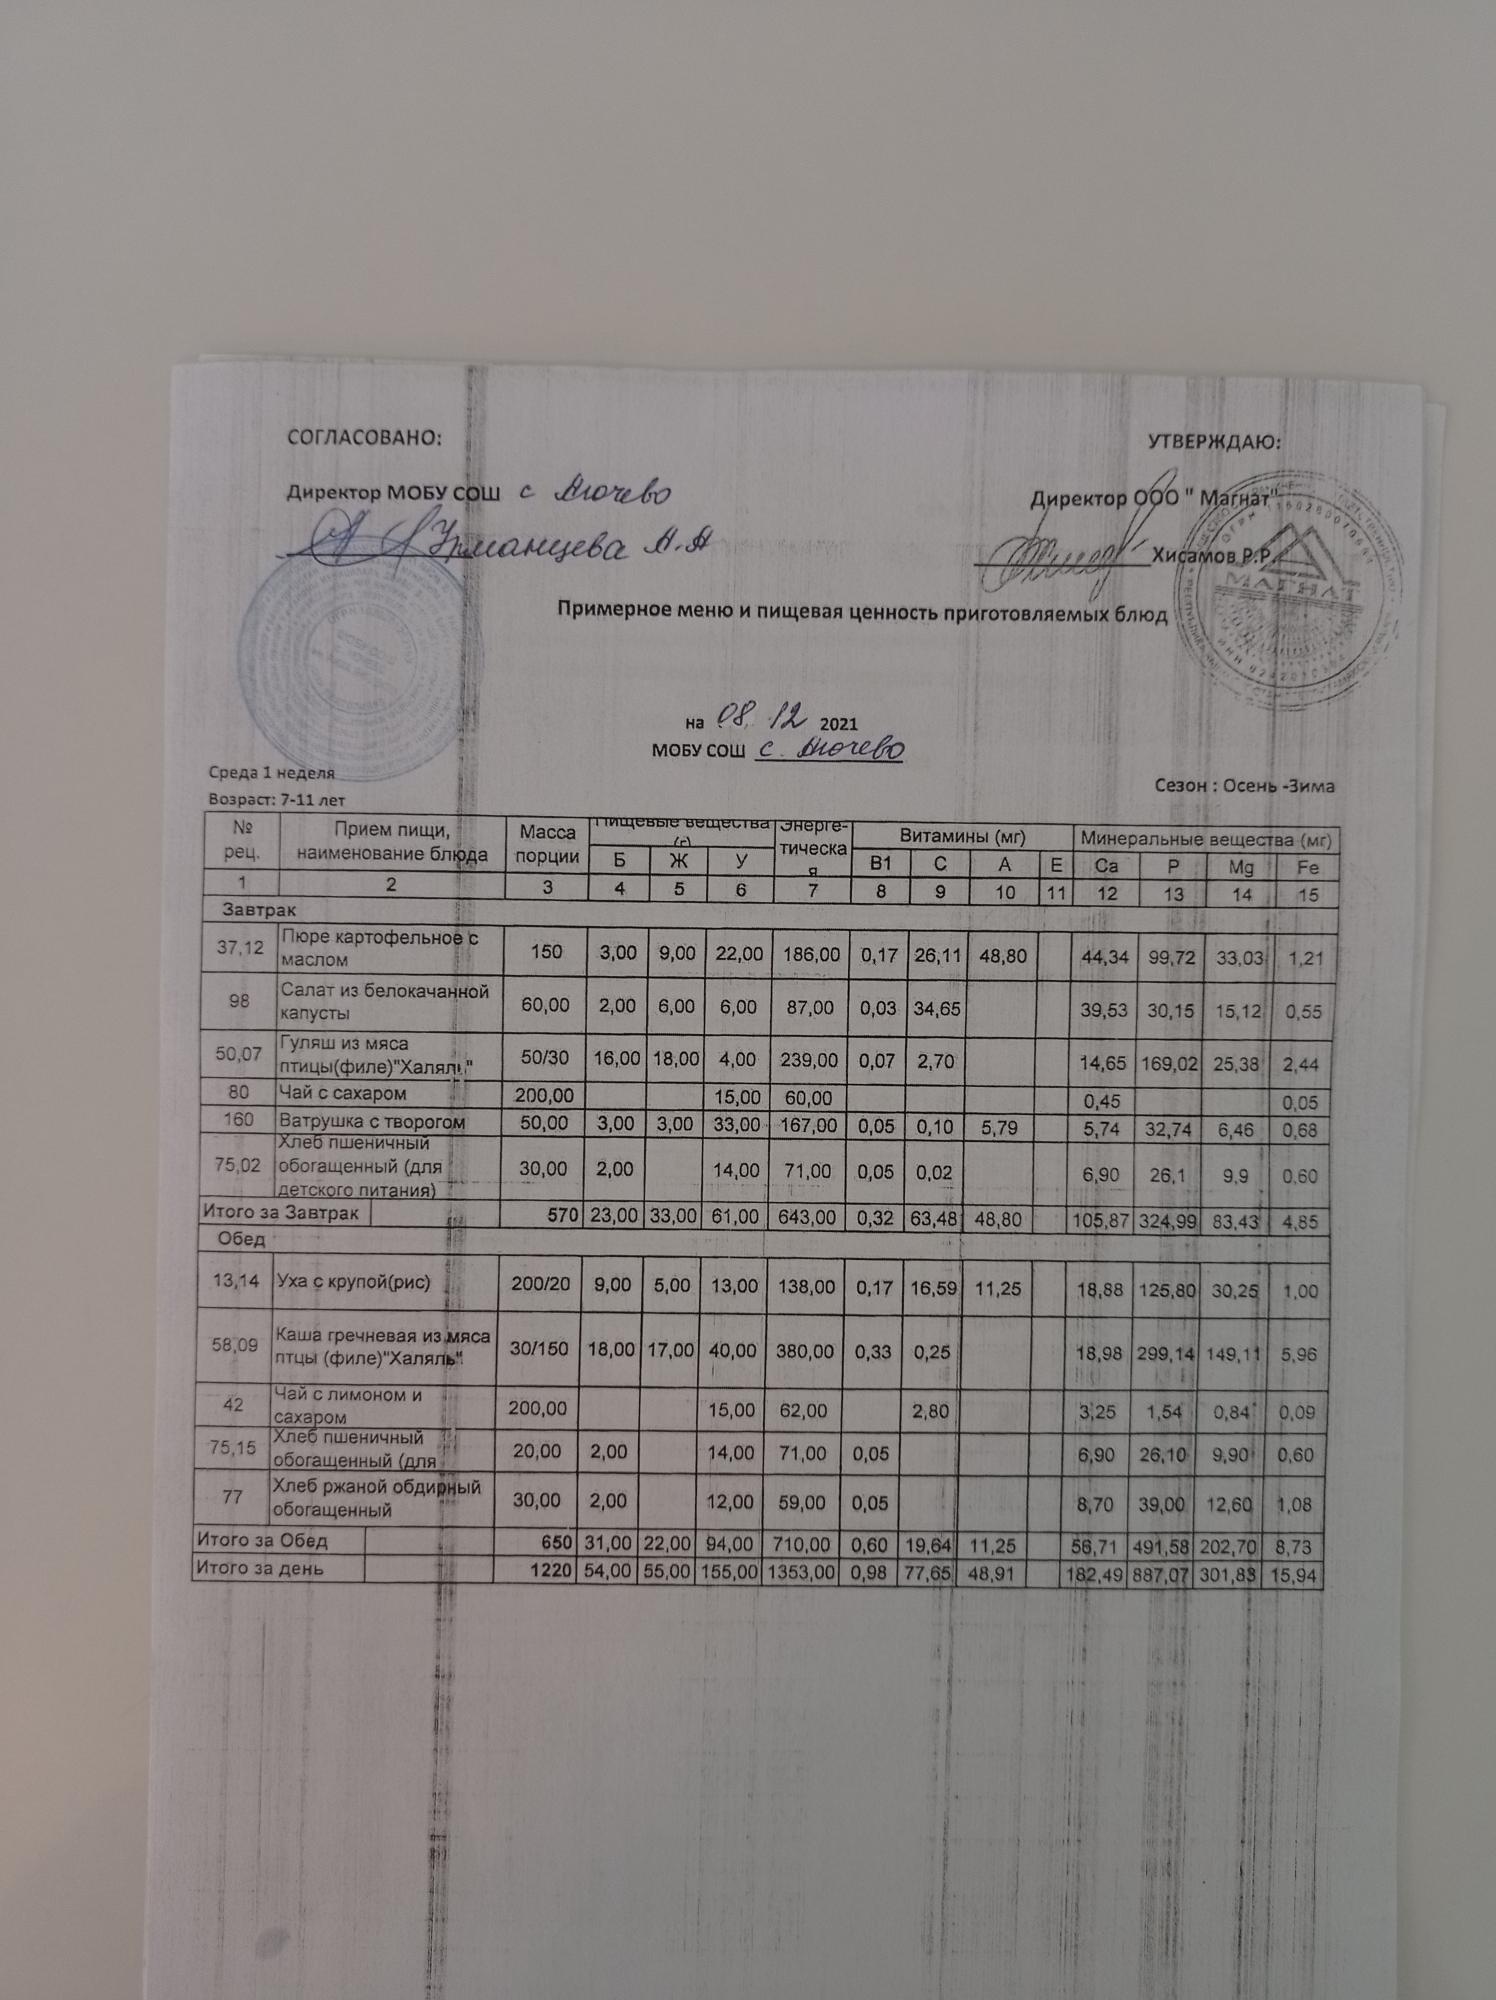 СОГЛАСОВАНО:
УТВЕРЖДАЮ:
Директор МОБУ СОШ с
Директор ООО " Магнат"
Урманцева А.А
Хисамов Р.Р.
МАГНАТ
Примерное меню и пищевая ценность приготовляемых блюд
на 08. 12 2021
МОБУ СОШ с.
Среда 1 неделя
Сезон : Осень -Зима
Возраст: 7-11 лет
№ рец. Прием пищи, наименование блюда Масса порции Пищевые вещества (г) Энерге-тическая Витамины (мг) Минеральные вещества (мг)
Б Ж У В1 С А Е Ca P Mg Fe
1 2 3 4 5 6 7 8 9 10 11 12 13 14 15
Завтрак
37,12 Пюре картофельное с маслом 150 3,00 9,00 22,00 186,00 0,17 26,11 48,80 44,34 99,72 33,03 1,21
98 Салат из белокачанной капусты 60,00 2,00 6,00 6,00 87,00 0,03 34,65 39,53 30,15 15,12 0,55
50,07 Гуляш из мяса птицы(филе)"Халяль" 50/30 16,00 18,00 4,00 239,00 0,07 2,70 14,65 169,02 25,38 2,44
80 Чай с сахаром 200,00 15,00 60,00 0,45 0,05
160 Ватрушка с творогом 50,00 3,00 3,00 33,00 167,00 0,05 0,10 5,79 5,74 32,74 6,46 0,68
75,02 Хлеб пшеничный обогащенный (для детского питания) 30,00 2,00 14,00 71,00 0,05 0,02 6,90 26,1 9,9 0,60
Итого за Завтрак 570 23,00 33,00 61,00 643,00 0,32 63,48 48,80 105,87 324,99 83,43 4,85
Обед
13,14 Уха с крупой(рис) 200/20 9,00 5,00 13,00 138,00 0,17 16,59 11,25 18,88 125,80 30,25 1,00
58,09 Каша гречневая из мяса птцы (филе)"Халяль" 30/150 18,00 17,00 40,00 380,00 0,33 0,25 18,98 299,14 149,11 5,96
42 Чай с лимоном и сахаром 200,00 15,00 62,00 2,80 3,25 1,54 0,84 0,09
75,15 Хлеб пшеничный обогащенный (для 20,00 2,00 14,00 71,00 0,05 6,90 26,10 9,90 0,60
77 Хлеб ржаной обдирный обогащенный 30,00 2,00 12,00 59,00 0,05 8,70 39,00 12,60 1,08
Итого за Обед 650 31,00 22,00 94,00 710,00 0,60 19,64 11,25 56,71 491,58 202,70 8,73
Итого за день 1220 54,00 55,00 155,00 1353,00 0,98 77,65 48,91 182,49 887,07 301,83 15,94